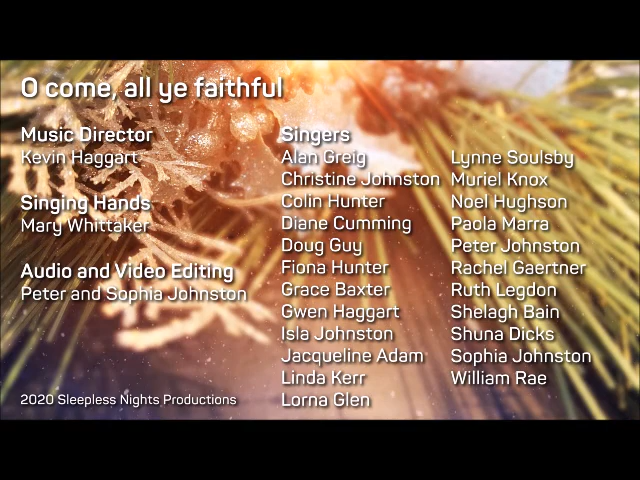 O come, all ye faithful
Music Director
Kevin Haggart
Singing Hands
Mary Whittaker
Audio and Video Editing
Peter and Sophia Johnston
2020 Sleepless Nights Productions
Singers
Alan Greig
Christine Johnston
Colin Hunter
Diane Cumming
Doug Guy
Fiona Hunter
Grace Baxter
Gwen Haggart
Isla Johnston
Jacqueline Adam
Linda Kerr
Lorna Glen
Lynne Soulsby
Muriel Knox
Noel Hughson
Paola Marra
Peter Johnston
Rachel Gaertner
Ruth Legdon
Shelagh Bain
Shuna Dicks
Sophia Johnston
William Rae